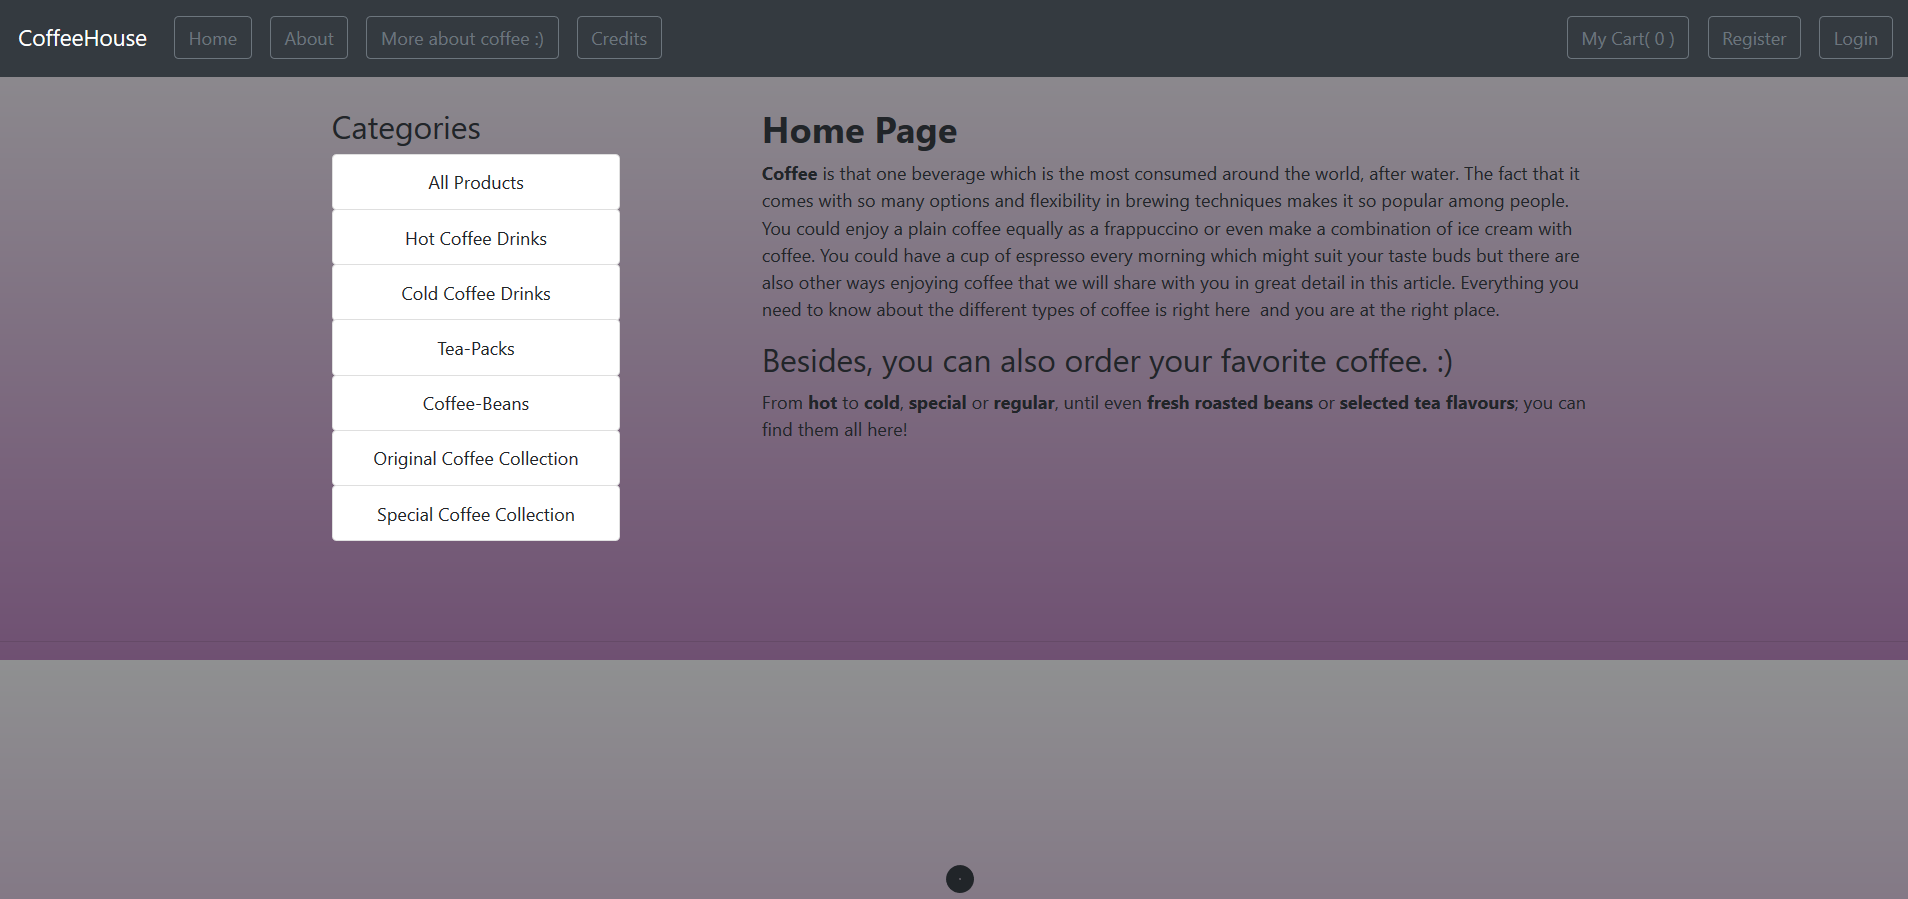 CoffeeHouse Home About More about coffee :) Credits My Cart( 0 ) Register Login
Categories
All Products
Hot Coffee Drinks
Cold Coffee Drinks
Tea-Packs
Coffee-Beans
Original Coffee Collection
Special Coffee Collection
Home Page
Coffee is that one beverage which is the most consumed around the world, after water. The fact that it
comes with so many options and flexibility in brewing techniques makes it so popular among people.
You could enjoy a plain coffee equally as a frappuccino or even make a combination of ice cream with
coffee. You could have a cup of espresso every morning which might suit your taste buds but there are
also other ways enjoying coffee that we will share with you in great detail in this article. Everything you
need to know about the different types of coffee is right here  and you are at the right place.
Besides, you can also order your favorite coffee. :)
From hot to cold, special or regular, until even fresh roasted beans or selected tea flavours; you can
find them all here!